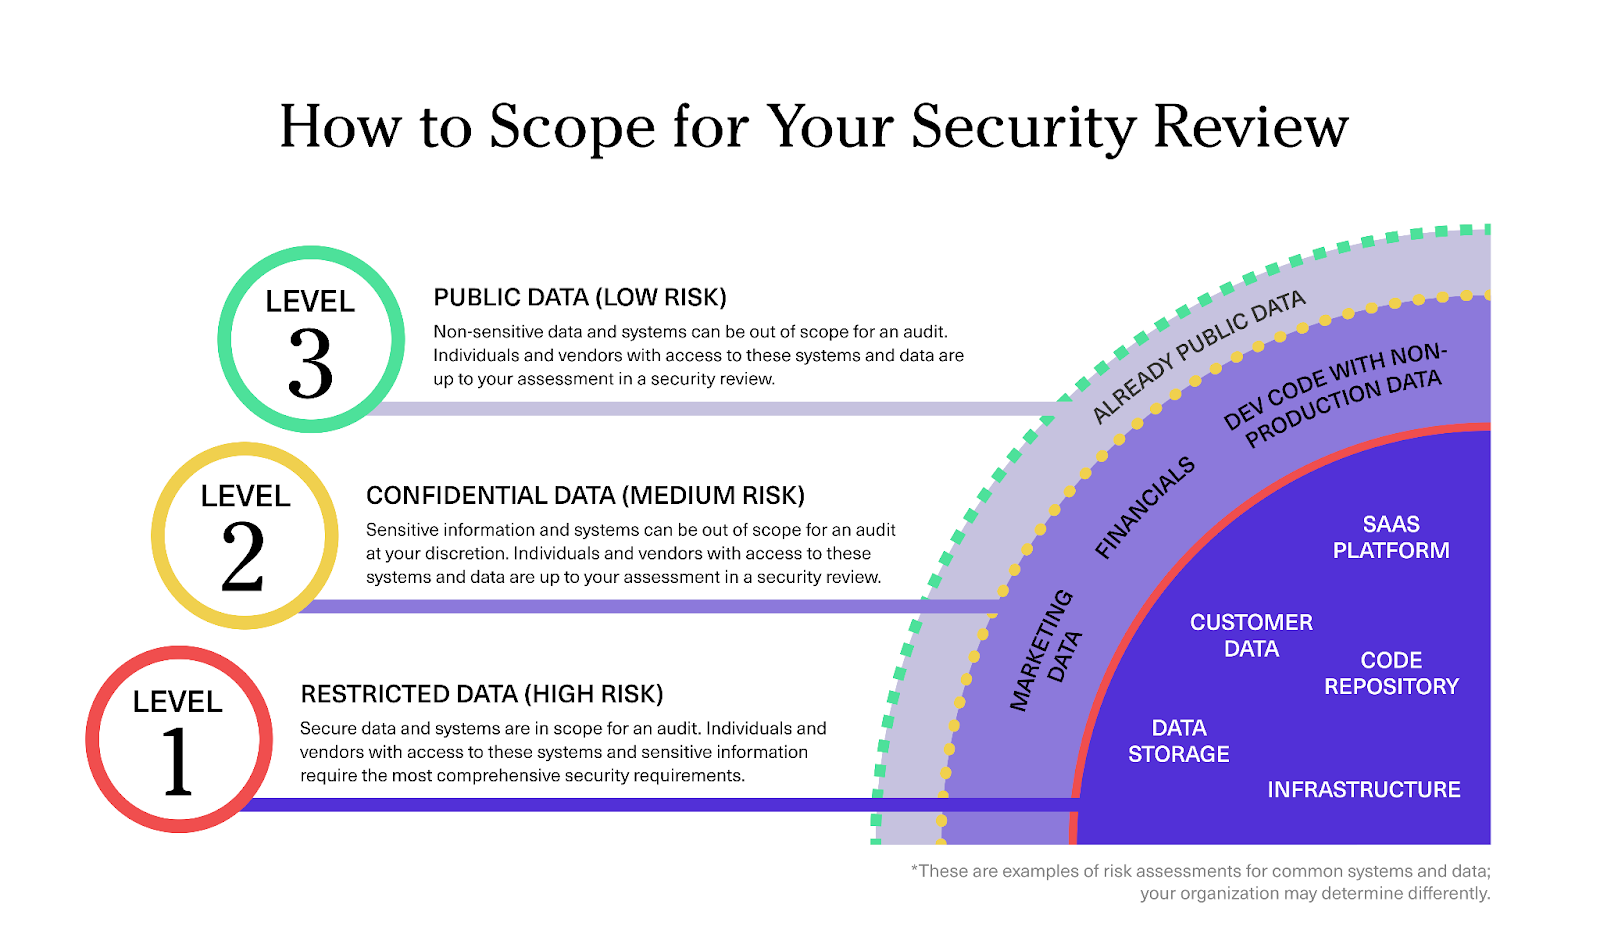 How to Scope for Your Security Review
LEVEL
3
PUBLIC DATA (LOW RISK)
Non-sensitive data and systems can be out of scope for an audit.
Individuals and vendors with access to these systems and data are
up to your assessment in a security review.
LEVEL
2
CONFIDENTIAL DATA (MEDIUM RISK)
Sensitive information and systems can be out of scope for an audit
at your discretion. Individuals and vendors with access to these
systems and data are up to your assessment in a security review.
LEVEL
1
RESTRICTED DATA (HIGH RISK)
Secure data and systems are in scope for an audit. Individuals and
vendors with access to these systems and sensitive information
require the most comprehensive security requirements.
ALREADY PUBLIC DATA
DEV CODE WITH NON-
PRODUCTION DATA
FINANCIALS
MARKETING
DATA
SAAS
PLATFORM
CUSTOMER
DATA
CODE
REPOSITORY
DATA
STORAGE
INFRASTRUCTURE
*These are examples of risk assessments for common systems and data;
your organization may determine differently.